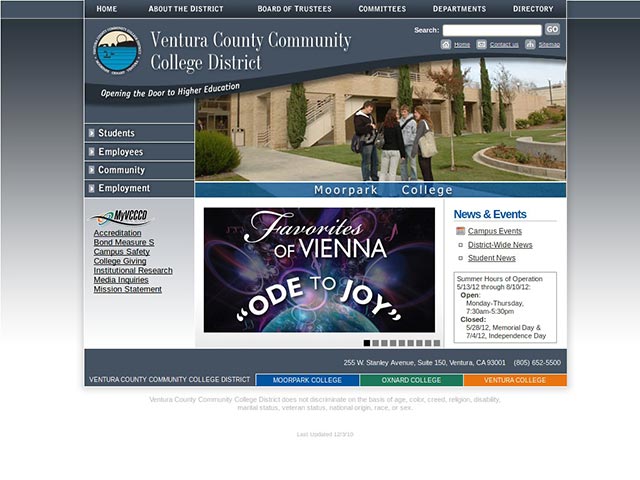 HOME ABOUT THE DISTRICT BOARD OF TRUSTEES COMMITTEES DEPARTMENTS DIRECTORY
Search: GO
Home Contact us Sitemap
Ventura County Community
College District
Opening the Door to Higher Education
Students
Employees
Community
Employment
Moorpark College
MyVCCCD
Accreditation
Bond Measure S
Campus Safety
College Giving
Institutional Research
Media Inquiries
Mission Statement
Favorites
OF VIENNA
"ODE TO JOY"
News & Events
Campus Events
District-Wide News
Student News
Summer Hours of Operation
5/13/12 through 8/10/12:
Open:
Monday-Thursday,
7:30am-5:30pm
Closed:
5/28/12, Memorial Day &
7/4/12, Independence Day
255 W. Stanley Avenue, Suite 150, Ventura, CA 93001 (805) 652-5500
VENTURA COUNTY COMMUNITY COLLEGE DISTRICT MOORPARK COLLEGE OXNARD COLLEGE VENTURA COLLEGE
Ventura County Community College District does not discriminate on the basis of age, color, creed, religion, disability,
marital status, veteran status, national origin, race, or sex.
Last Updated 12/3/10